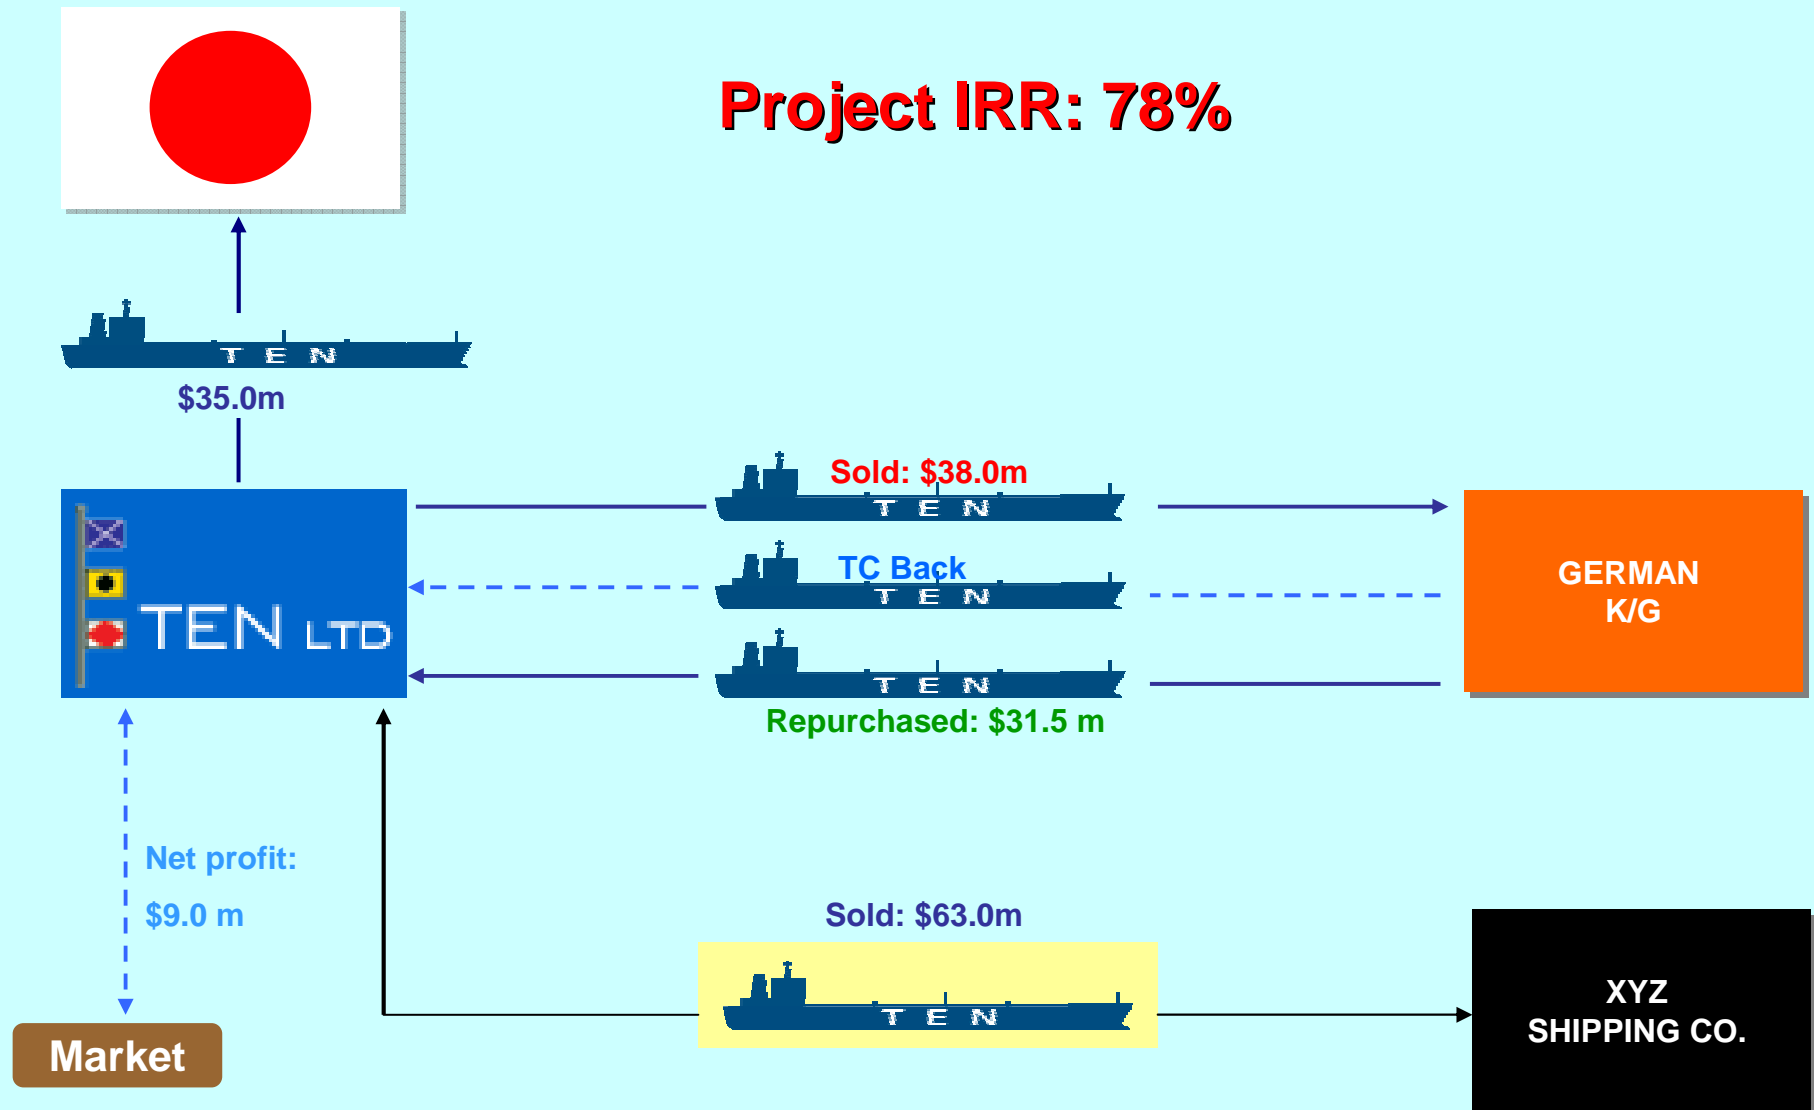 Project IRR: 78%
T E N
$35.0m
Sold: $38.0m
T E N
TEN LTD
TC Back
T E N
GERMAN
K/G
T E N
Repurchased: $31.5 m
Net profit:
$9.0 m
Sold: $63.0m
T E N
XYZ
SHIPPING CO.
Market